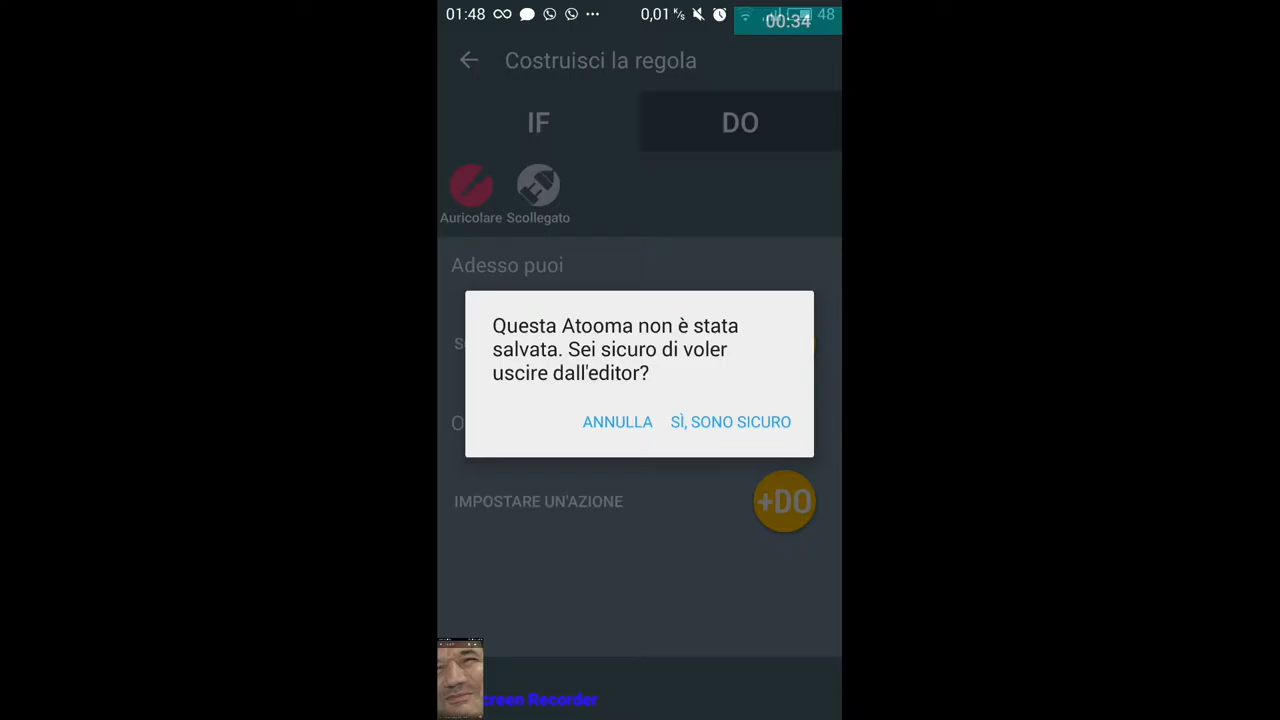 01:48 ... 0,01 K/s 00:34 48
Costruisci la regola
IF DO
Auricolare Scollegato
Adesso puoi
Questa Atooma non è stata
salvata. Sei sicuro di voler
uscire dall'editor?
ANNULLA SÌ, SONO SICURO
IMPOSTARE UN'AZIONE +DO
creen Recorder